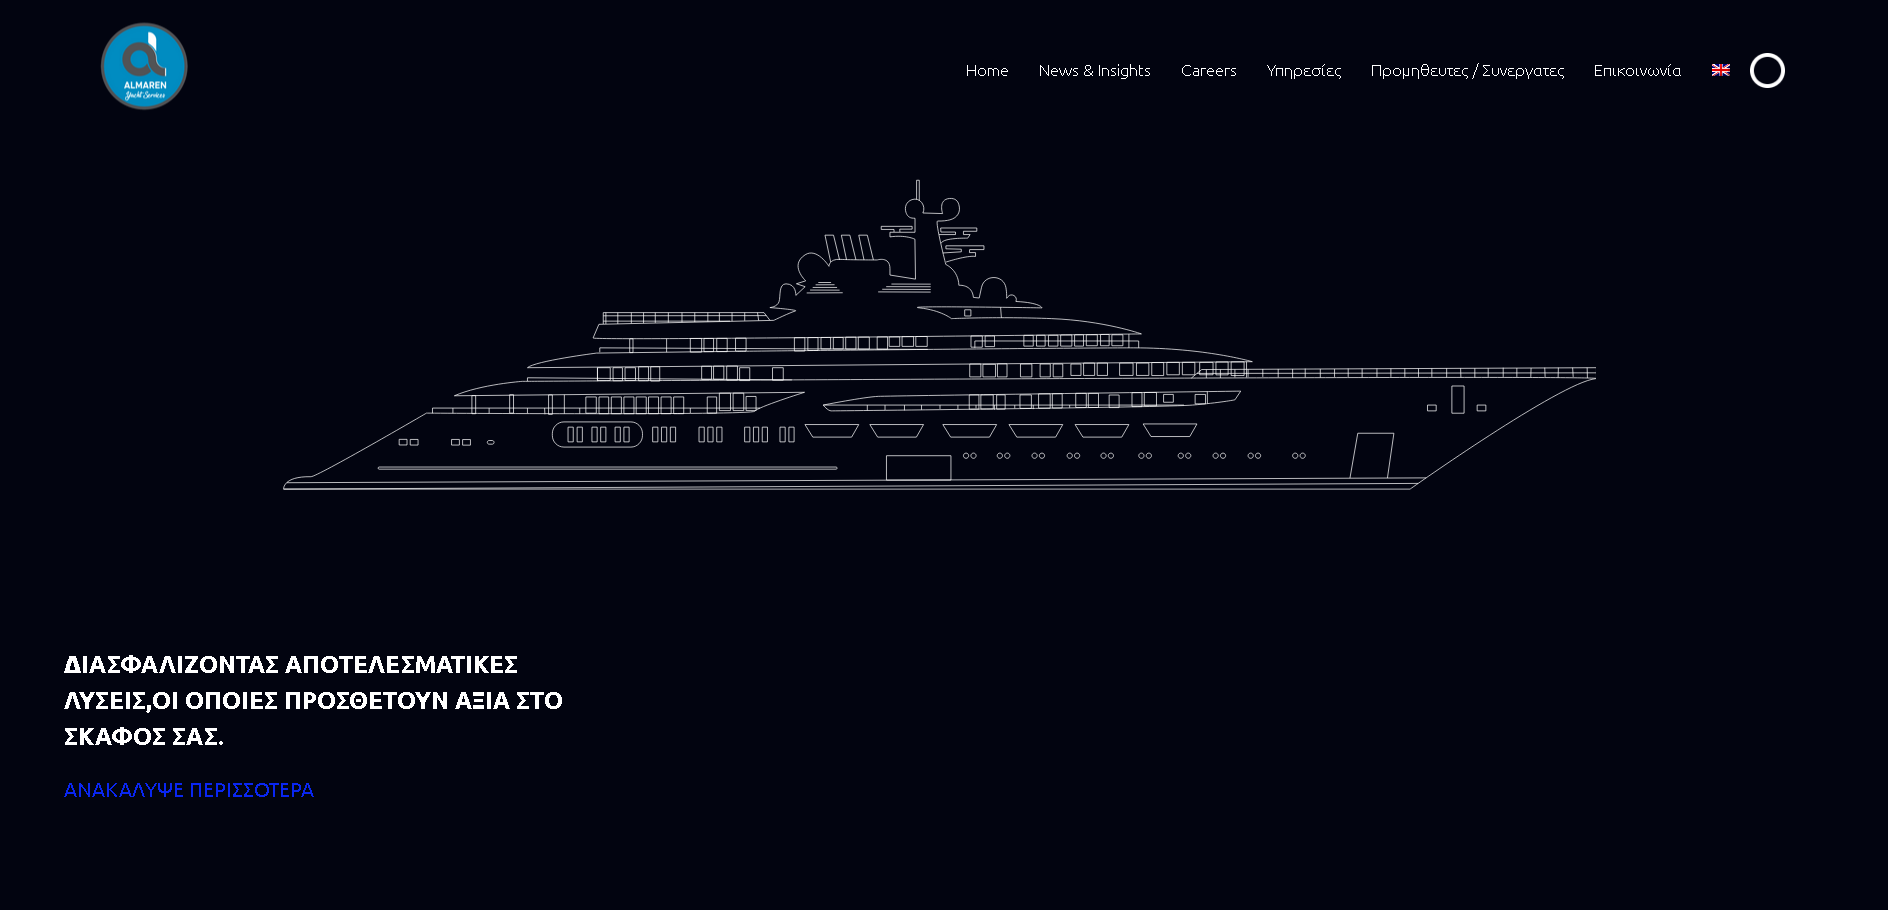 ALMAREN
Yacht Services
Home News & Insights Careers Υπηρεσίες Προμηθευτες / Συνεργατες Επικοινωνία
ΔΙΑΣΦΑΛΙΖΟΝΤΑΣ ΑΠΟΤΕΛΕΣΜΑΤΙΚΕΣ
ΛΥΣΕΙΣ,ΟΙ ΟΠΟΙΕΣ ΠΡΟΣΘΕΤΟΥΝ ΑΞΙΑ ΣΤΟ
ΣΚΑΦΟΣ ΣΑΣ.
ΑΝΑΚΑΛΥΨΕ ΠΕΡΙΣΣΟΤΕΡΑ